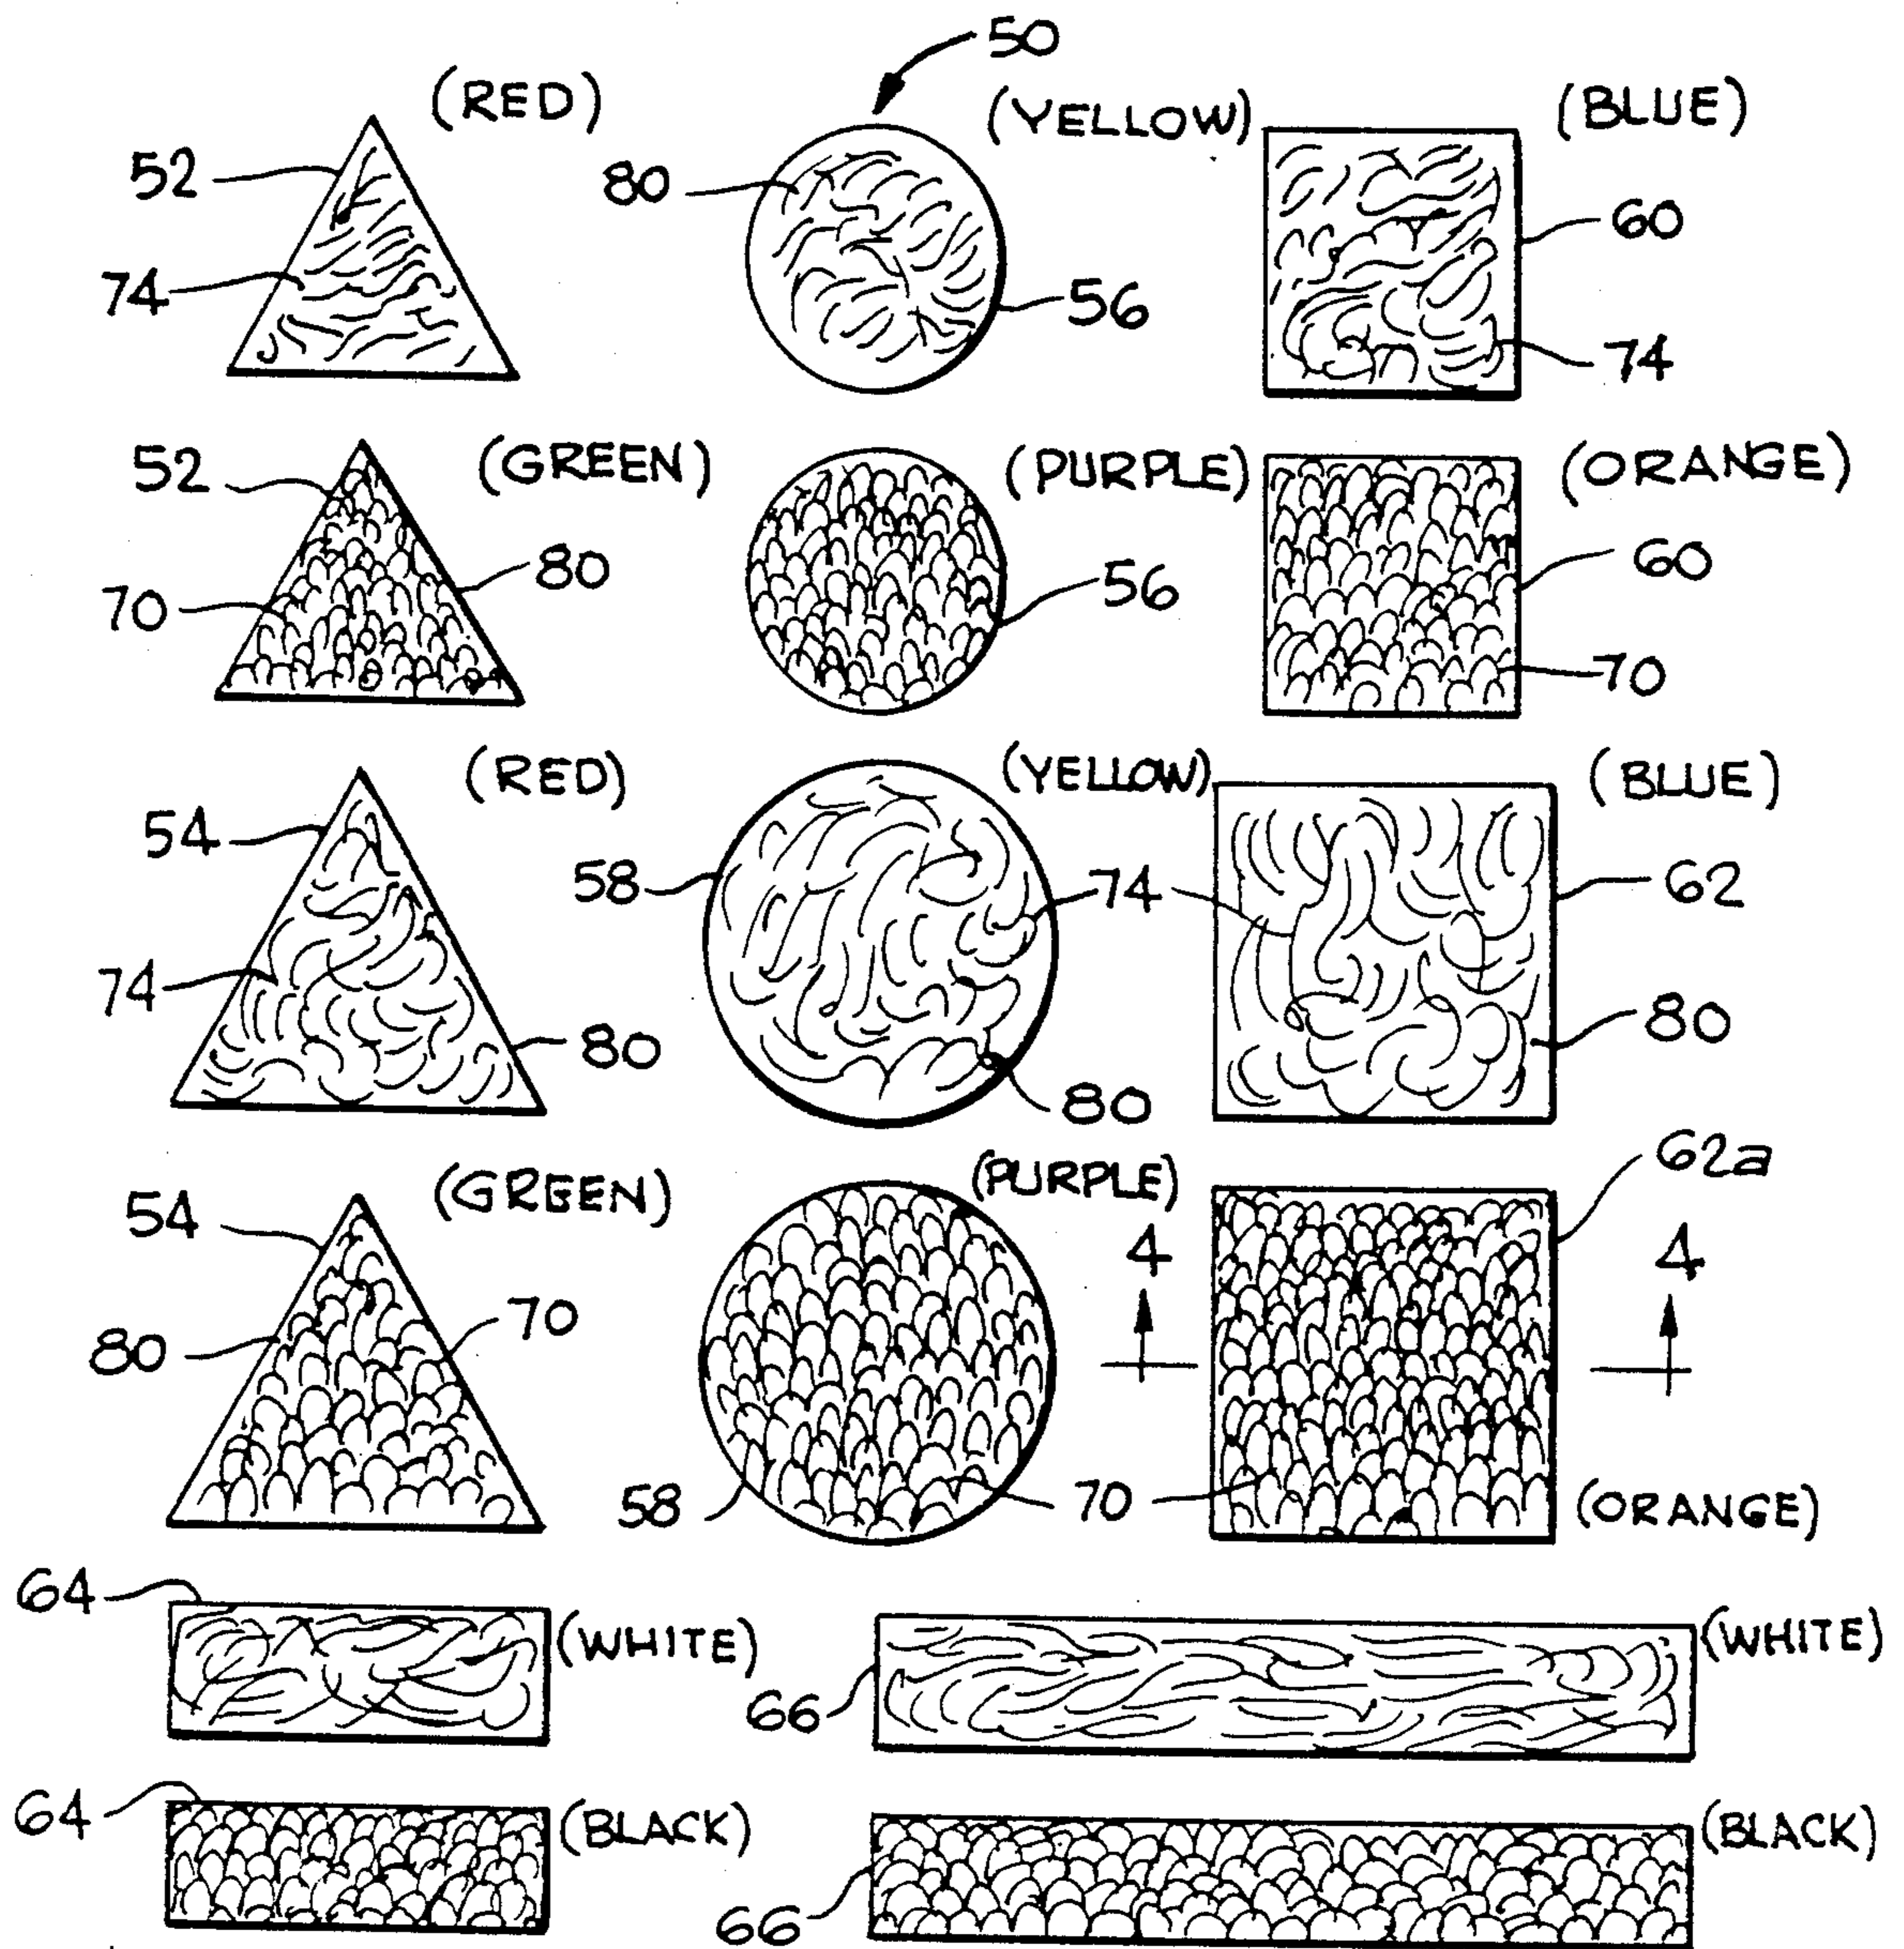 50
(RED) (YELLOW) (BLUE)
52 80 60
74 56 74
52 (GREEN) (PURPLE) (ORANGE)
80 60
70 56 70
(RED) (YELLOW) (BLUE)
54 58 74 62
74 80
80 80
62a
54 (GREEN) (PURPLE) 4 4
80 70
58 70 (ORANGE)
64 (WHITE) (WHITE)
66
64 (BLACK) (BLACK)
66